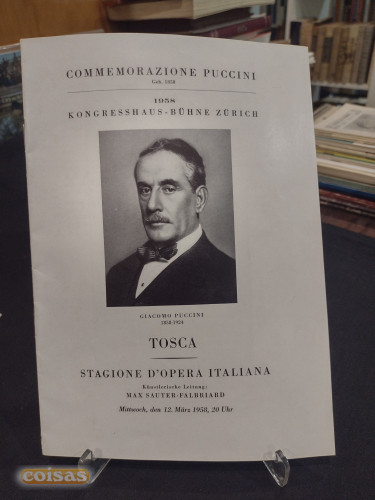 COMMEMORAZIONE PUCCINI
Geb. 1858
1958
KONGRESSHAUS-BÜHNE ZÜRICH
GIACOMO PUCCINI
1858-1924
TOSCA
STAGIONE D'OPERA ITALIANA
Künstlerische Leitung:
MAX SAUTER-FALBRIARD
Mittwoch, den 12. März 1958, 20 Uhr
coisas